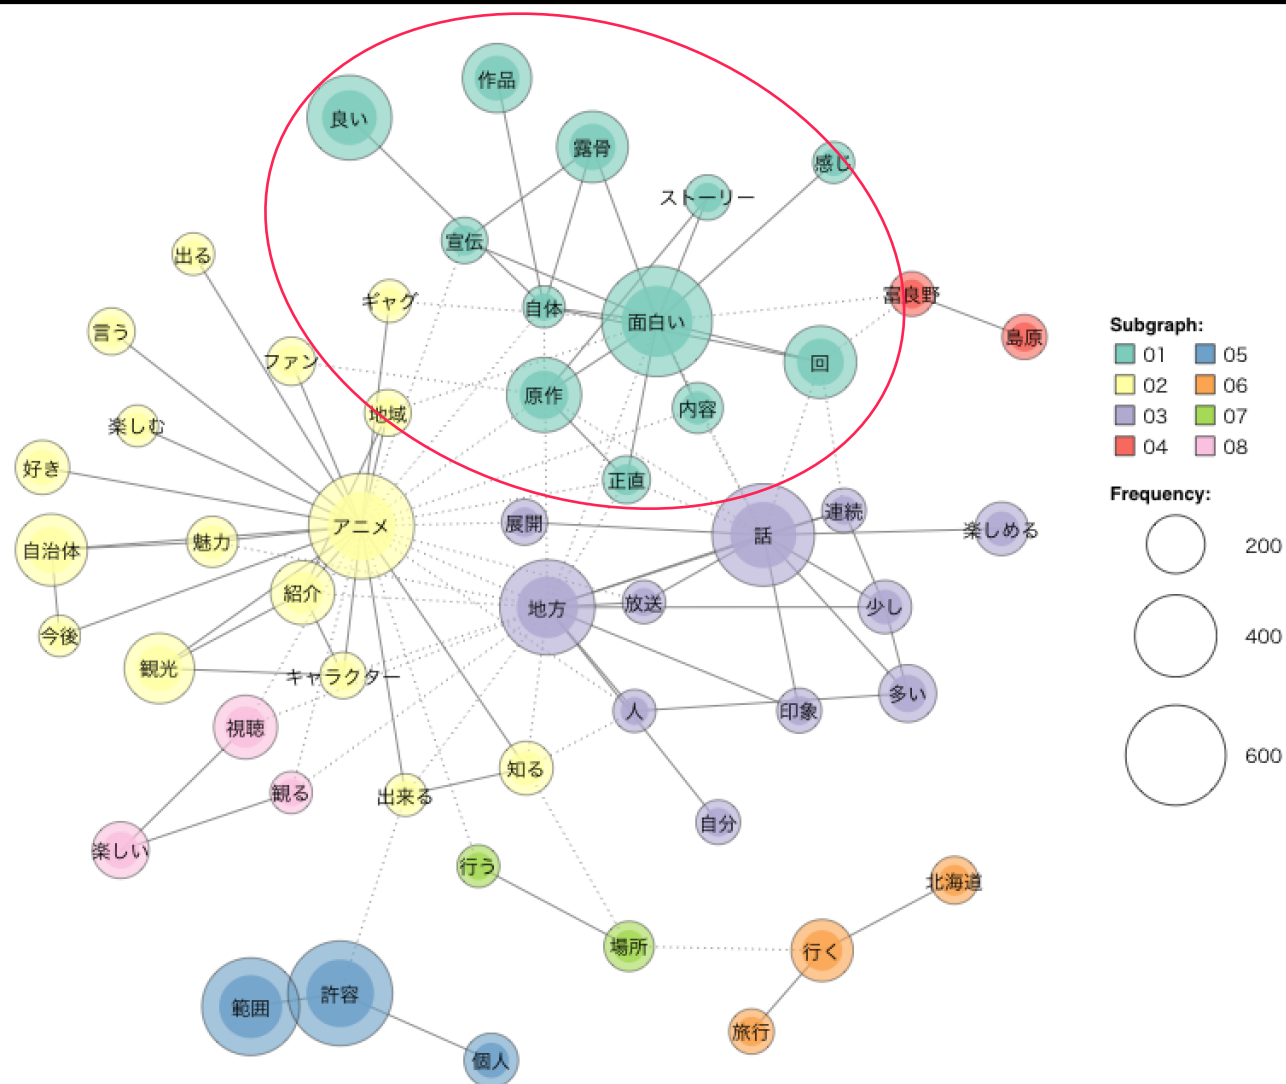 作品
良い
露骨
感じ
ストーリー
宣伝
出る
ギャグ
富良野
自体
面白い
島原
言う
ファン
回
原作
内容
地域
楽しむ
好き
正直
連続
展開
アニメ
話
楽しめる
魅力
自治体
紹介
放送
地方
少し
今後
観光
キャラクター
多い
人
印象
視聴
知る
観る
出来る
自分
楽しい
行う
北海道
場所
行く
許容
範囲
旅行
個人
Subgraph:
01 05
02 06
03 07
04 08
Frequency:
200
400
600